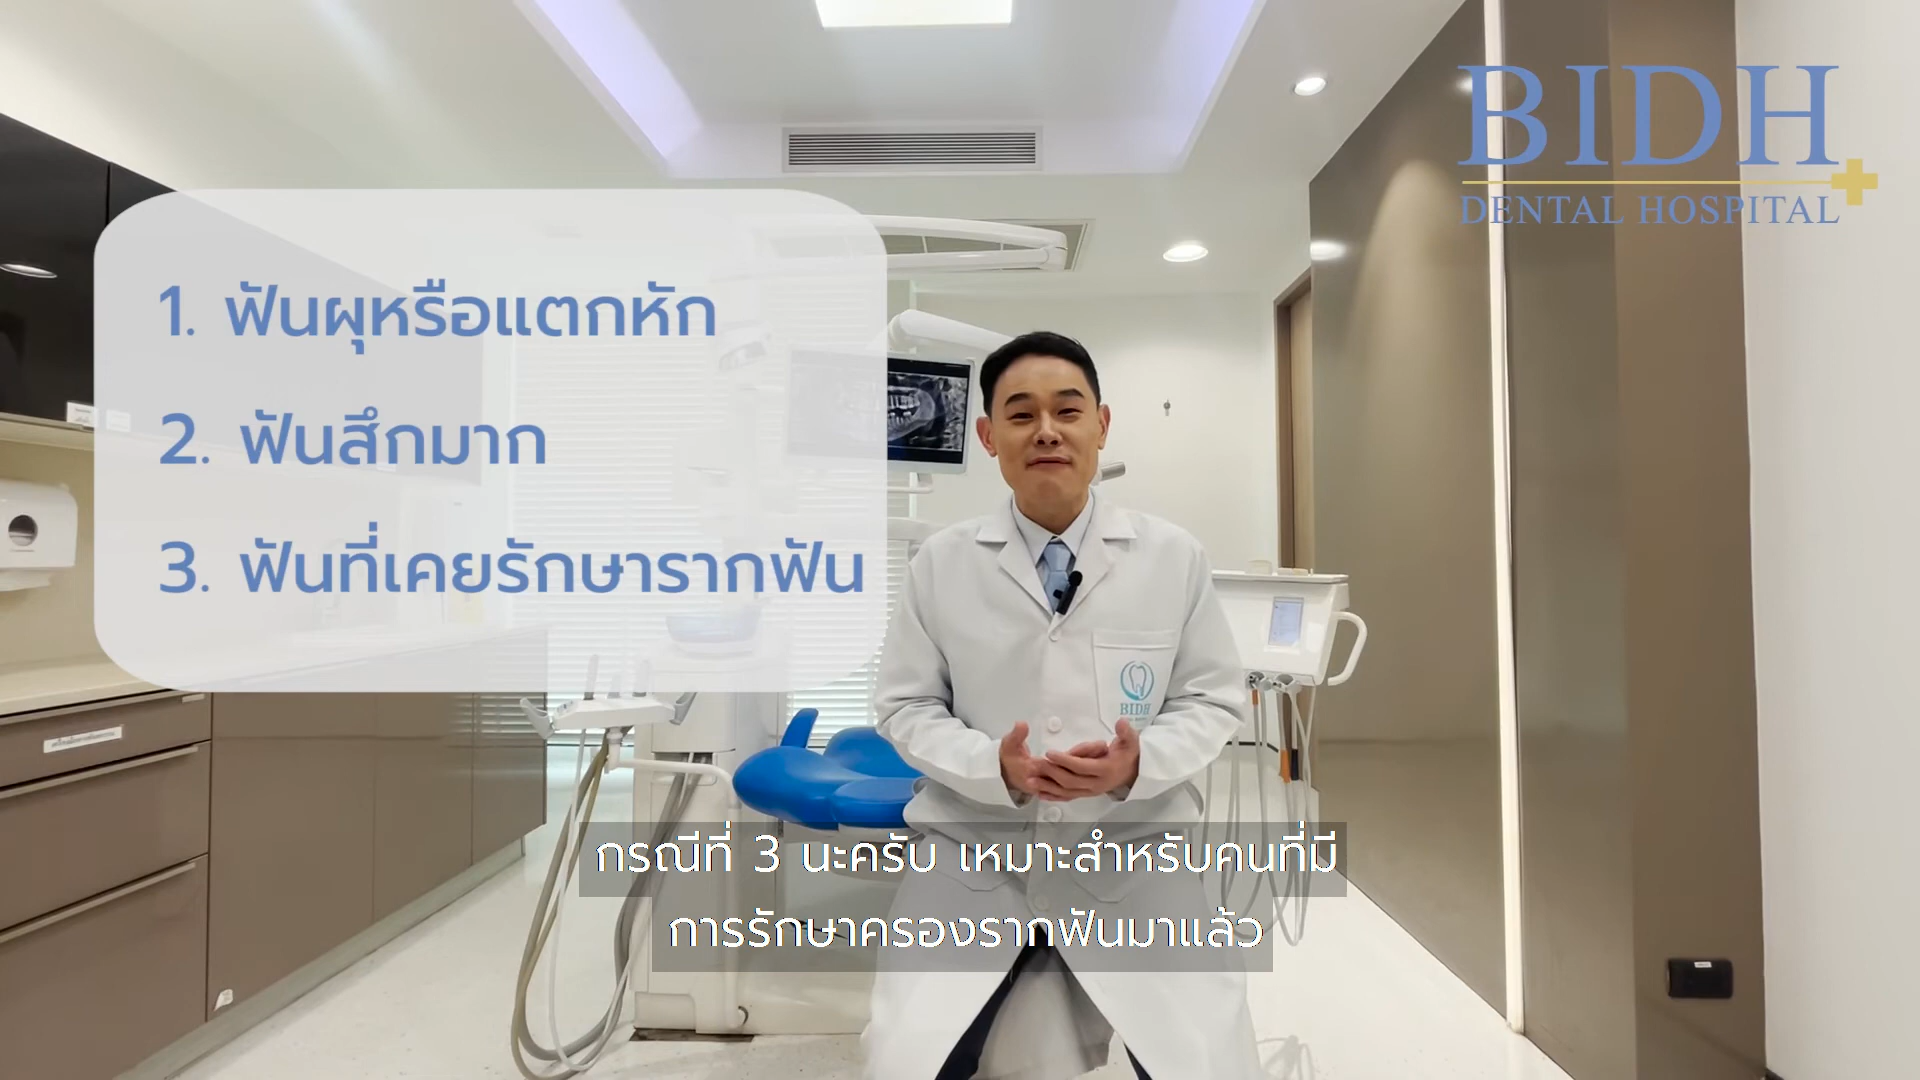 BIDH
DENTAL HOSPITAL
1. ฟันผุหรือแตกหัก
2. ฟันสึกมาก
3. ฟันที่เคยรักษารากฟัน
BIDH
กรณีที่ 3 นะครับ เหมาะสำหรับคนที่มี
การรักษาครองรากฟันมาแล้ว